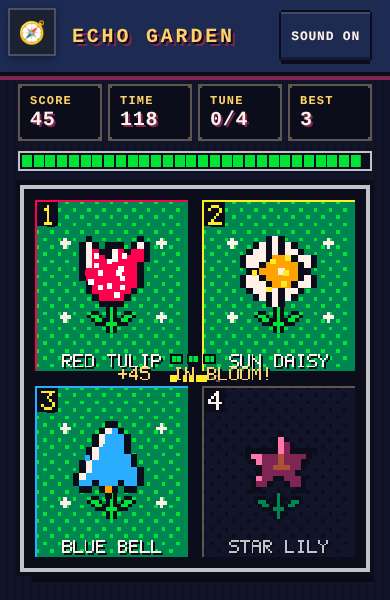 ECHO GARDEN
SOUND ON
SCORE TIME TUNE BEST
45 118 0/4 3
1 2
RED TULIP SUN DAISY
+45 IN BLOOM!
3 4
BLUE BELL STAR LILY